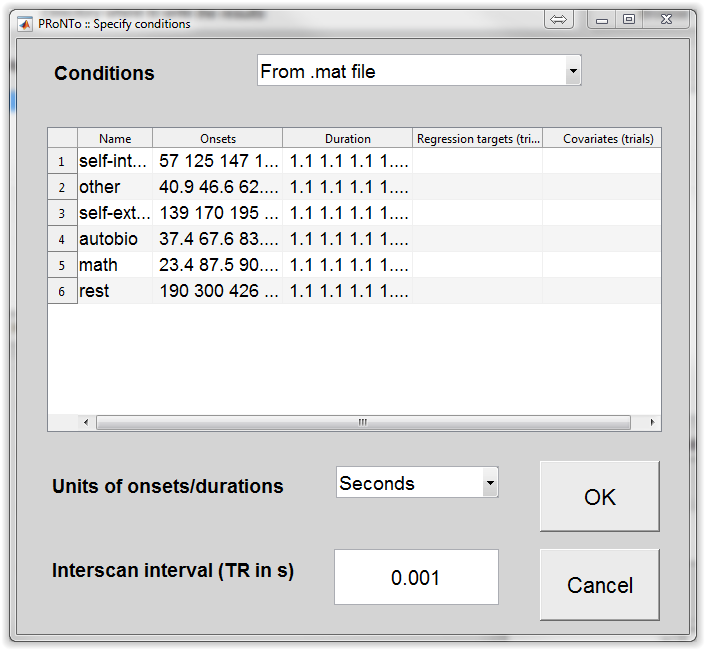 PRoNTo :: Specify conditions
Conditions From .mat file
Name Onsets Duration Regression targets (tri... Covariates (trials)
1 self-int... 57 125 147 1... 1.1 1.1 1.1 1....
2 other 40.9 46.6 62.... 1.1 1.1 1.1 1....
3 self-ext... 139 170 195 ... 1.1 1.1 1.1 1....
4 autobio 37.4 67.6 83.... 1.1 1.1 1.1 1....
5 math 23.4 87.5 90.... 1.1 1.1 1.1 1....
6 rest 190 300 426 ... 1.1 1.1 1.1 1....
Units of onsets/durations Seconds OK
Interscan interval (TR in s) 0.001 Cancel